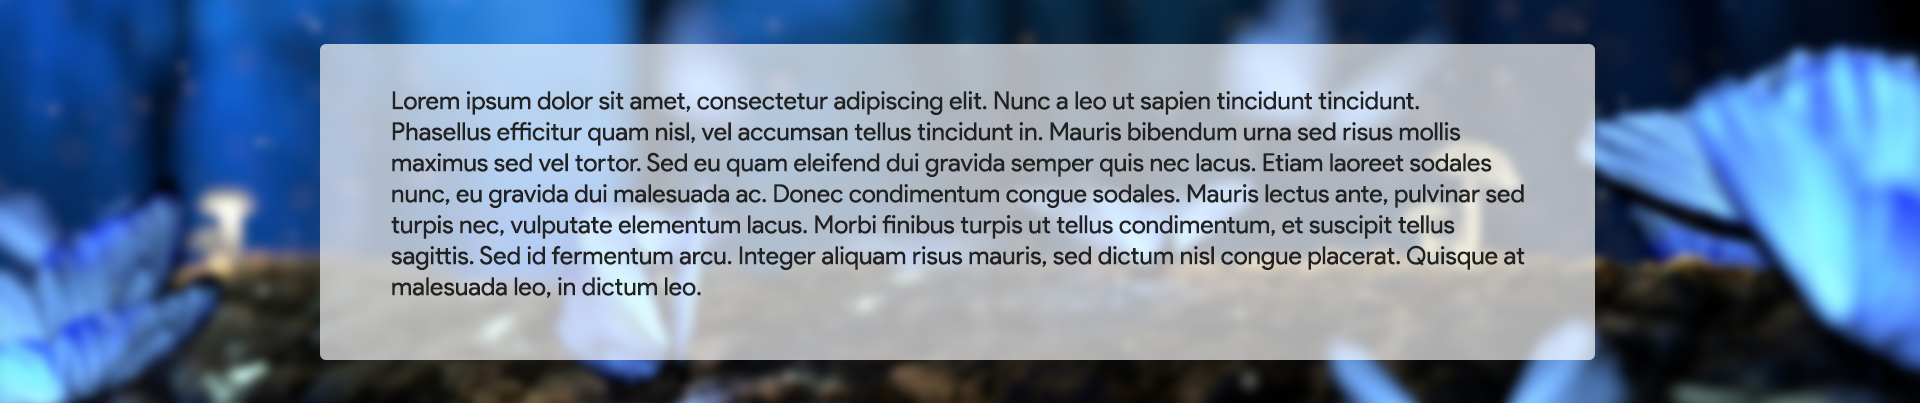 Lorem ipsum dolor sit amet, consectetur adipiscing elit. Nunc a leo ut sapien tincidunt tincidunt.
Phasellus efficitur quam nisl, vel accumsan tellus tincidunt in. Mauris bibendum urna sed risus mollis
maximus sed vel tortor. Sed eu quam eleifend dui gravida semper quis nec lacus. Etiam laoreet sodales
nunc, eu gravida dui malesuada ac. Donec condimentum congue sodales. Mauris lectus ante, pulvinar sed
turpis nec, vulputate elementum lacus. Morbi finibus turpis ut tellus condimentum, et suscipit tellus
sagittis. Sed id fermentum arcu. Integer aliquam risus mauris, sed dictum nisl congue placerat. Quisque at
malesuada leo, in dictum leo.